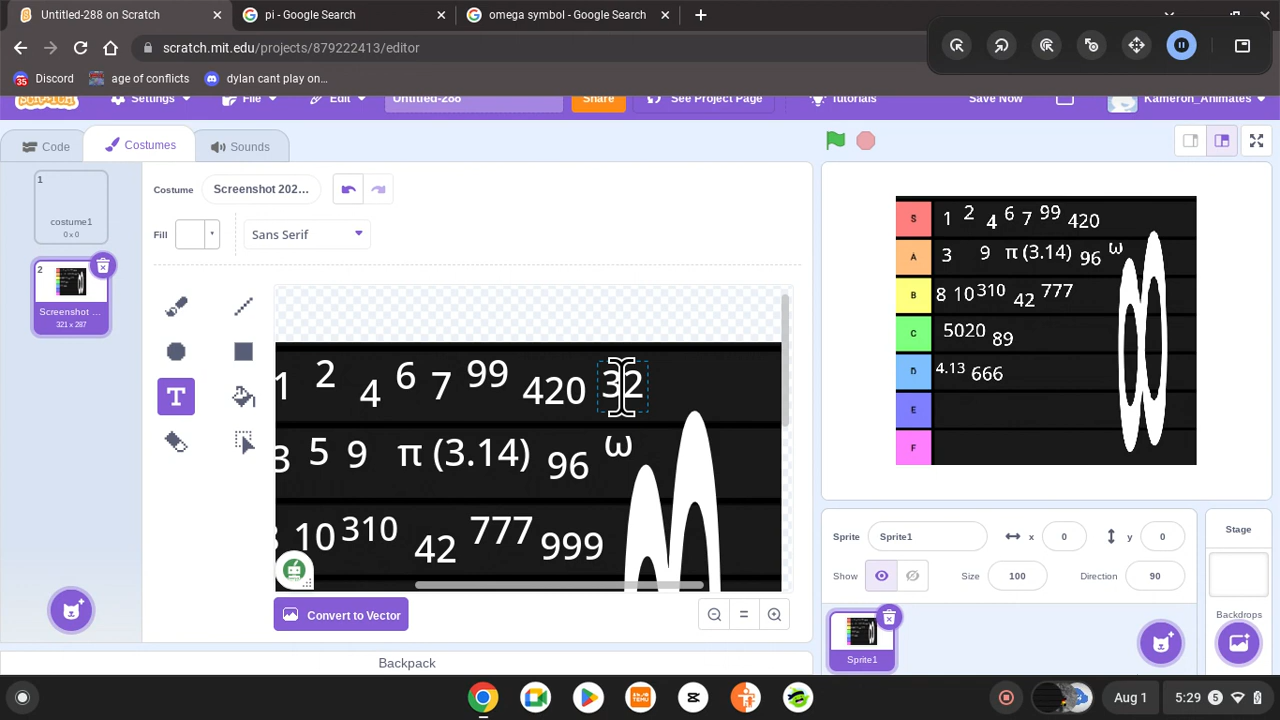 Untitled-288 on Scratch
pi - Google Search
omega symbol - Google Search
scratch.mit.edu/projects/879222413/editor
35
Discord
age of conflicts
dylan cant play on...
Settings
File
Edit
Untitled-288
Share
See Project Page
Tutorials
Save Now
Kameron_Animates
Code
Costumes
Sounds
1
costume1
0 x 0
2
Screenshot ...
321 x 287
Costume
Screenshot 202...
Fill
Sans Serif
T
1 2 4 6 7 99 420 32
3 5 9 π (3.14) 96 ω
10 310 42 777 999
Convert to Vector
Backpack
S 1 2 4 6 7 99 420
A 3 9 π (3.14) 96 ω
B 8 10 310 42 777
C 5020 89
D 4.13 666
E
F
Sprite
Sprite1
x
0
y
0
Show
Size
100
Direction
90
Sprite1
Stage
Backdrops
Aug 1
5:29
5